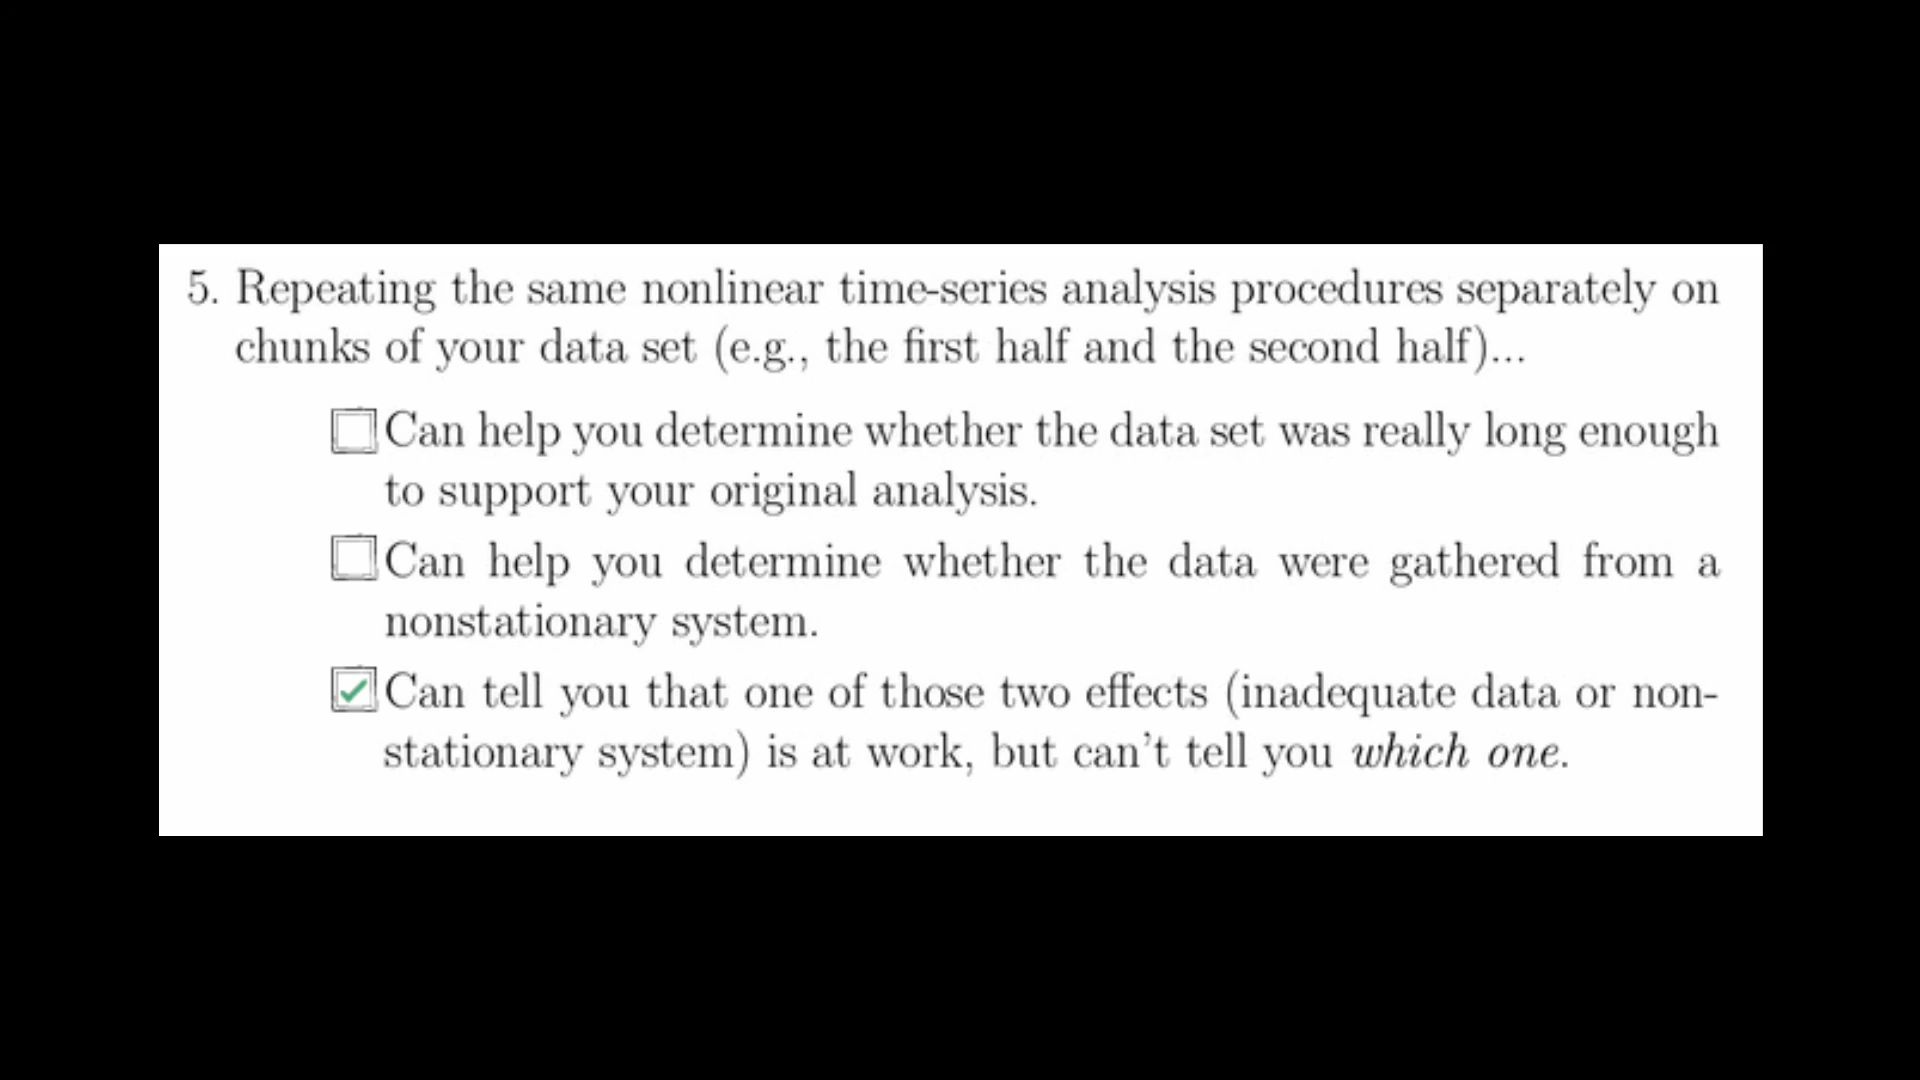 5. Repeating the same nonlinear time-series analysis procedures separately on
chunks of your data set (e.g., the first half and the second half)...
Can help you determine whether the data set was really long enough
to support your original analysis.
Can help you determine whether the data were gathered from a
nonstationary system.
Can tell you that one of those two effects (inadequate data or non-
stationary system) is at work, but can't tell you which one.